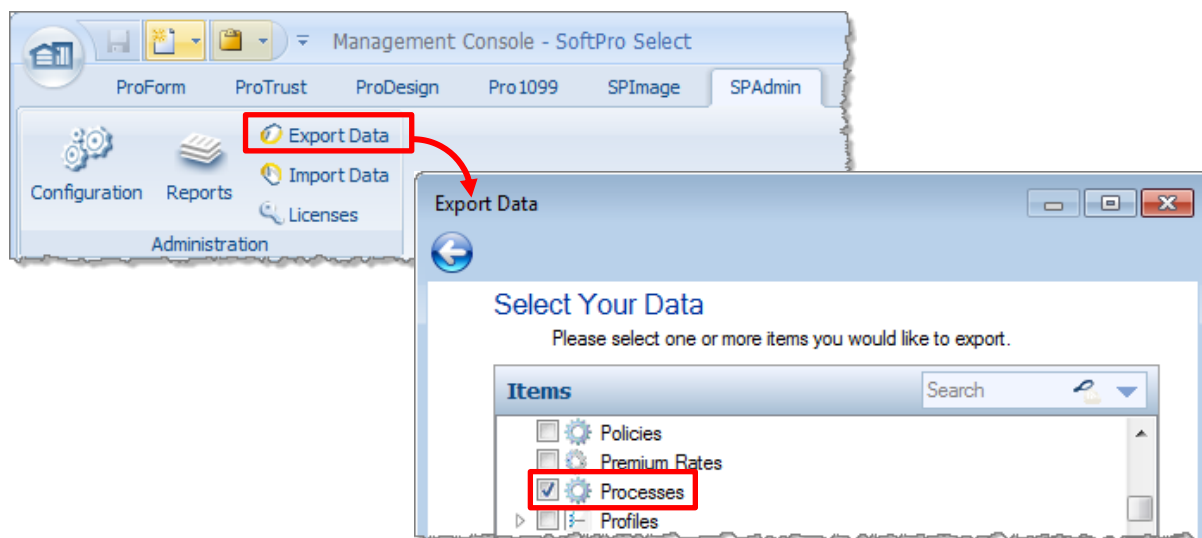 Management Console - SoftPro Select
ProForm ProTrust ProDesign Pro1099 SPImage SPAdmin
Export Data
Import Data
Configuration Reports
Licenses
Administration
Export Data
Select Your Data
Please select one or more items you would like to export.
Items Search
Policies
Premium Rates
Processes
Profiles